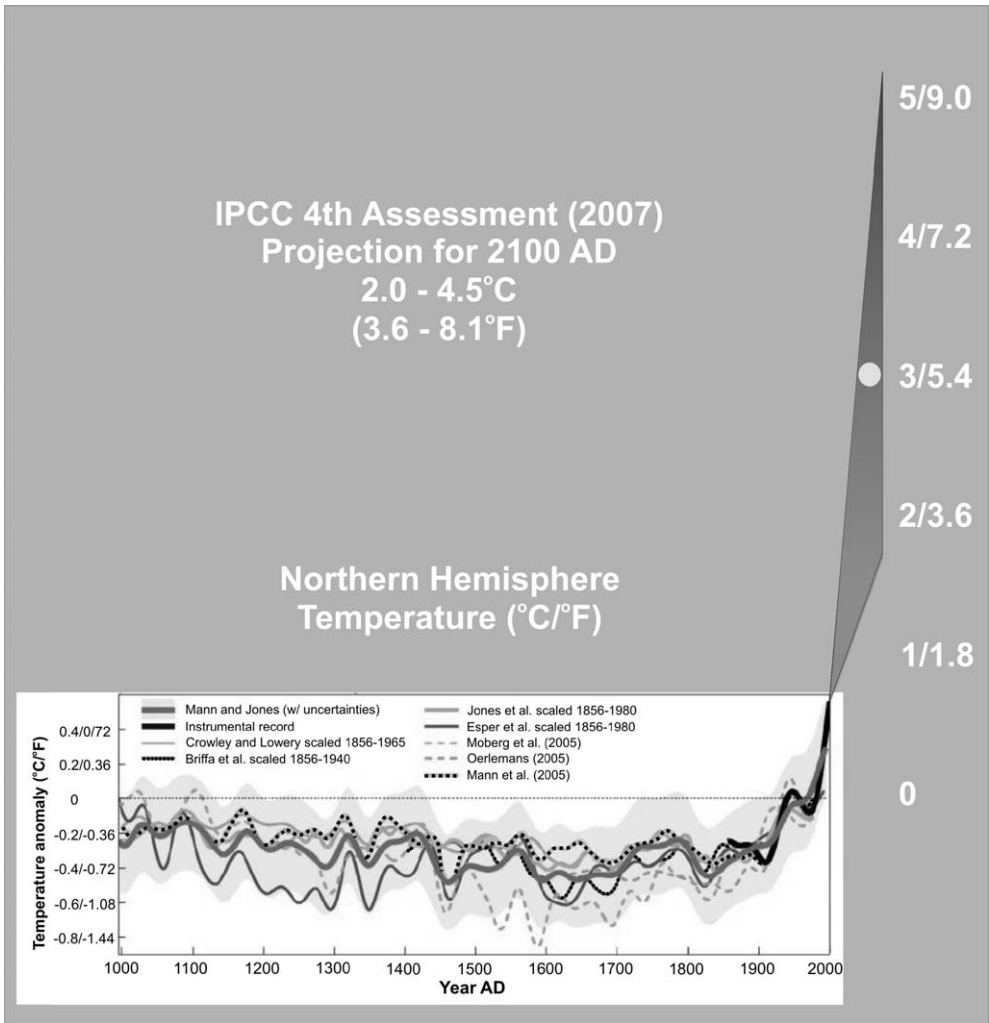 IPCC 4th Assessment (2007)
Projection for 2100 AD
2.0 - 4.5°C
(3.6 - 8.1°F)
5/9.0
4/7.2
3/5.4
2/3.6
1/1.8
0
Northern Hemisphere
Temperature (°C/°F)
Mann and Jones (w/ uncertainties)
Instrumental record
Crowley and Lowery scaled 1856-1965
Briffa et al. scaled 1856-1940
Jones et al. scaled 1856-1980
Esper et al. scaled 1856-1980
Moberg et al. (2005)
Oerlemans (2005)
Mann et al. (2005)
Temperature anomaly (°C/°F)
0.4/0/72
0.2/0.36
0
-0.2/-0.36
-0.4/-0.72
-0.6/-1.08
-0.8/-1.44
1000 1100 1200 1300 1400 1500 1600 1700 1800 1900 2000
Year AD